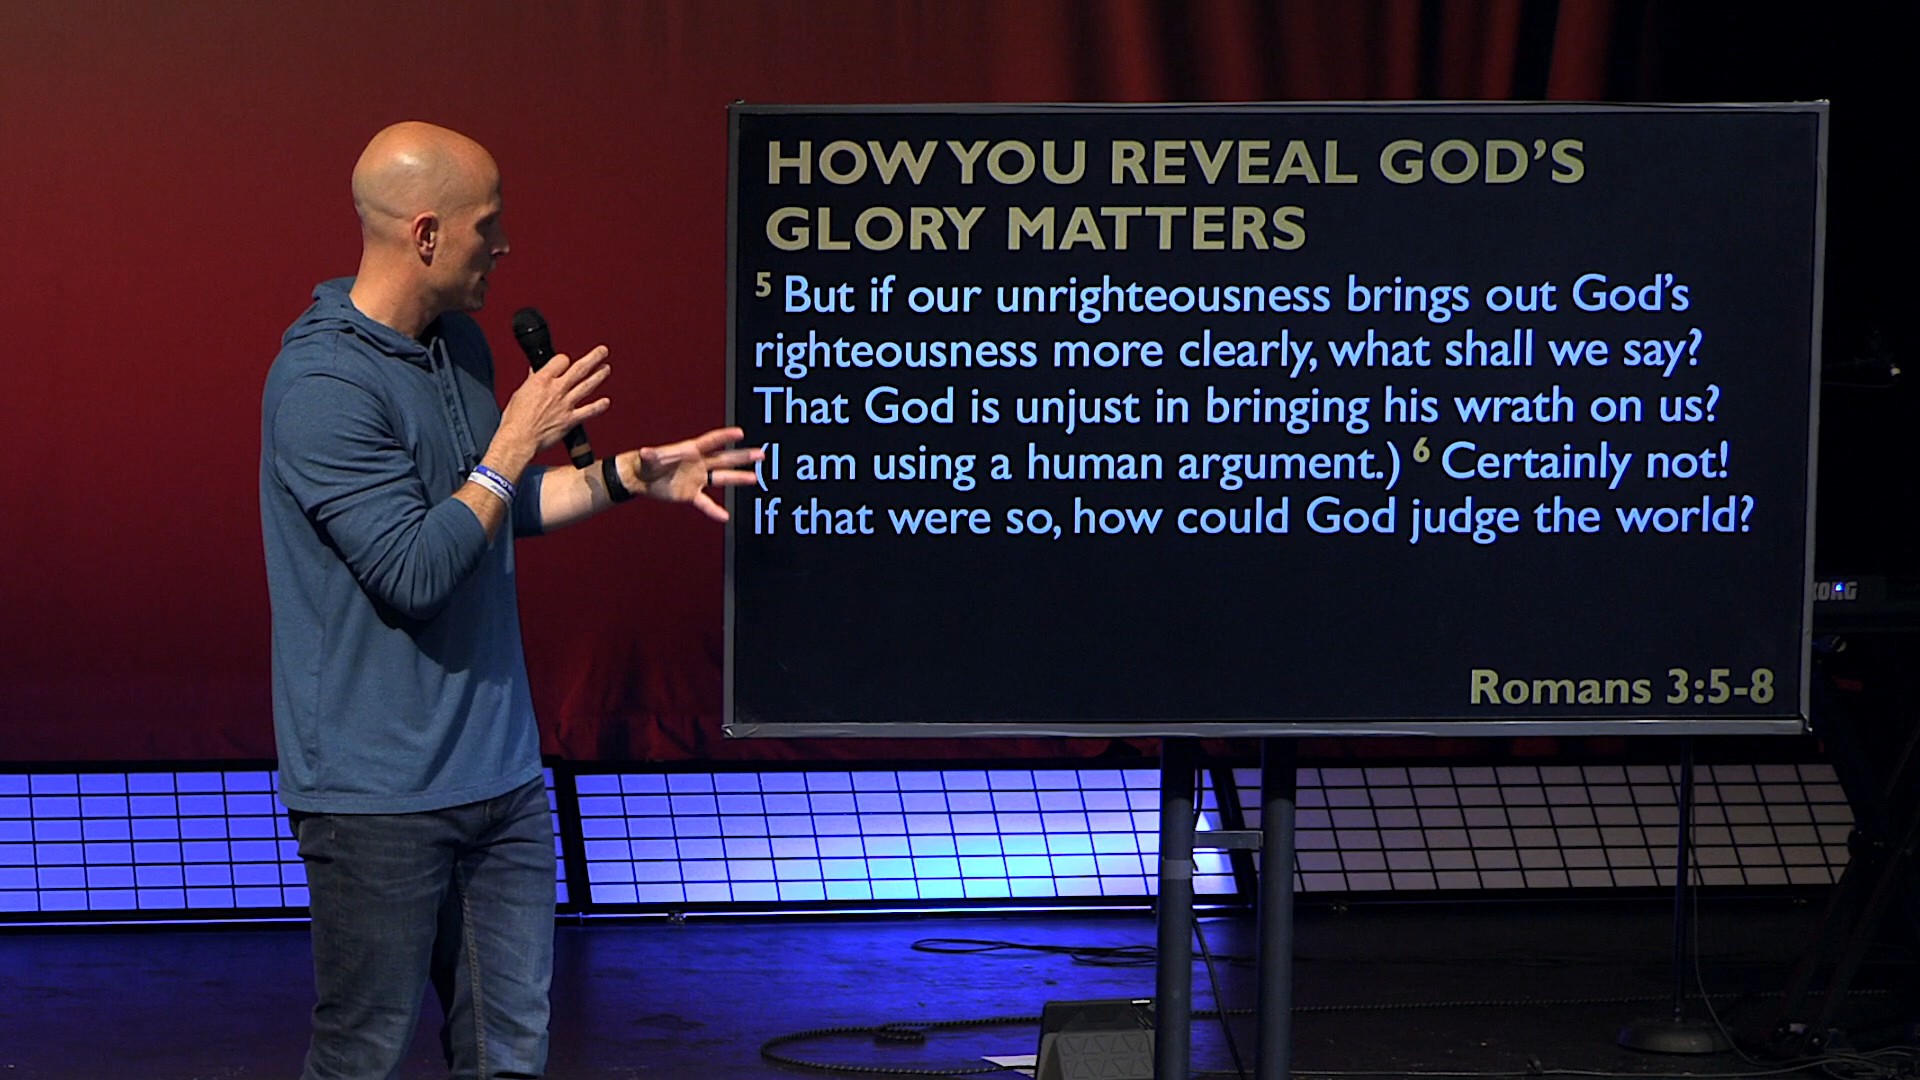 HOW YOU REVEAL GOD'S
GLORY MATTERS
5 But if our unrighteousness brings out God's
righteousness more clearly, what shall we say?
That God is unjust in bringing his wrath on us?
(I am using a human argument.) 6 Certainly not!
If that were so, how could God judge the world?
Romans 3:5-8
KORG